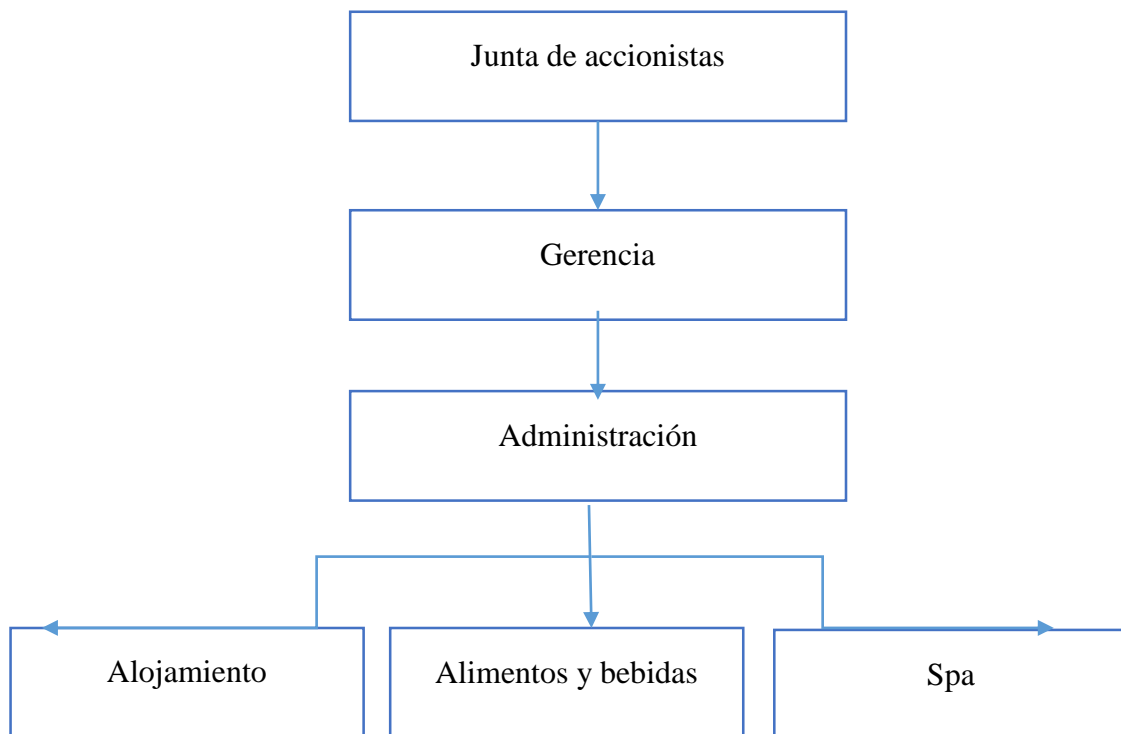 Junta de accionistas
Gerencia
Administración
Alojamiento
Alimentos y bebidas
Spa